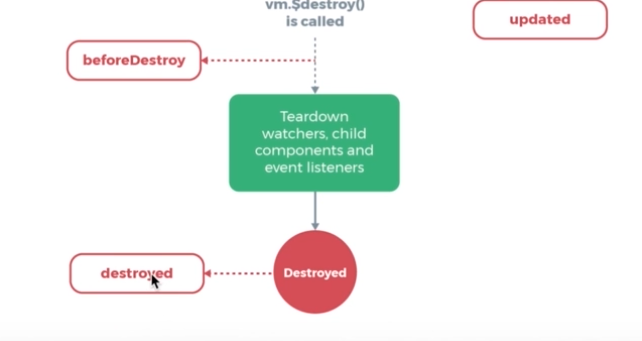 vm.$destroy()
is called
updated
beforeDestroy
Teardown
watchers, child
components and
event listeners
destroyed
Destroyed